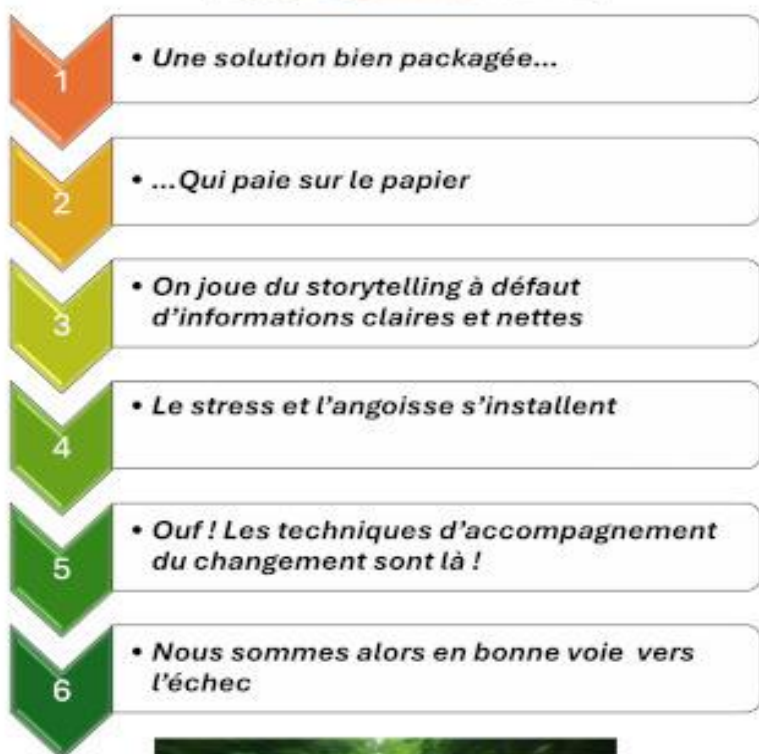 1
• Une solution bien packagée...
2
• ...Qui paie sur le papier
3
• On joue du storytelling à défaut
d'informations claires et nettes
4
• Le stress et l'angoisse s'installent
5
• Ouf ! Les techniques d'accompagnement
du changement sont là !
6
• Nous sommes alors en bonne voie vers
l'échec